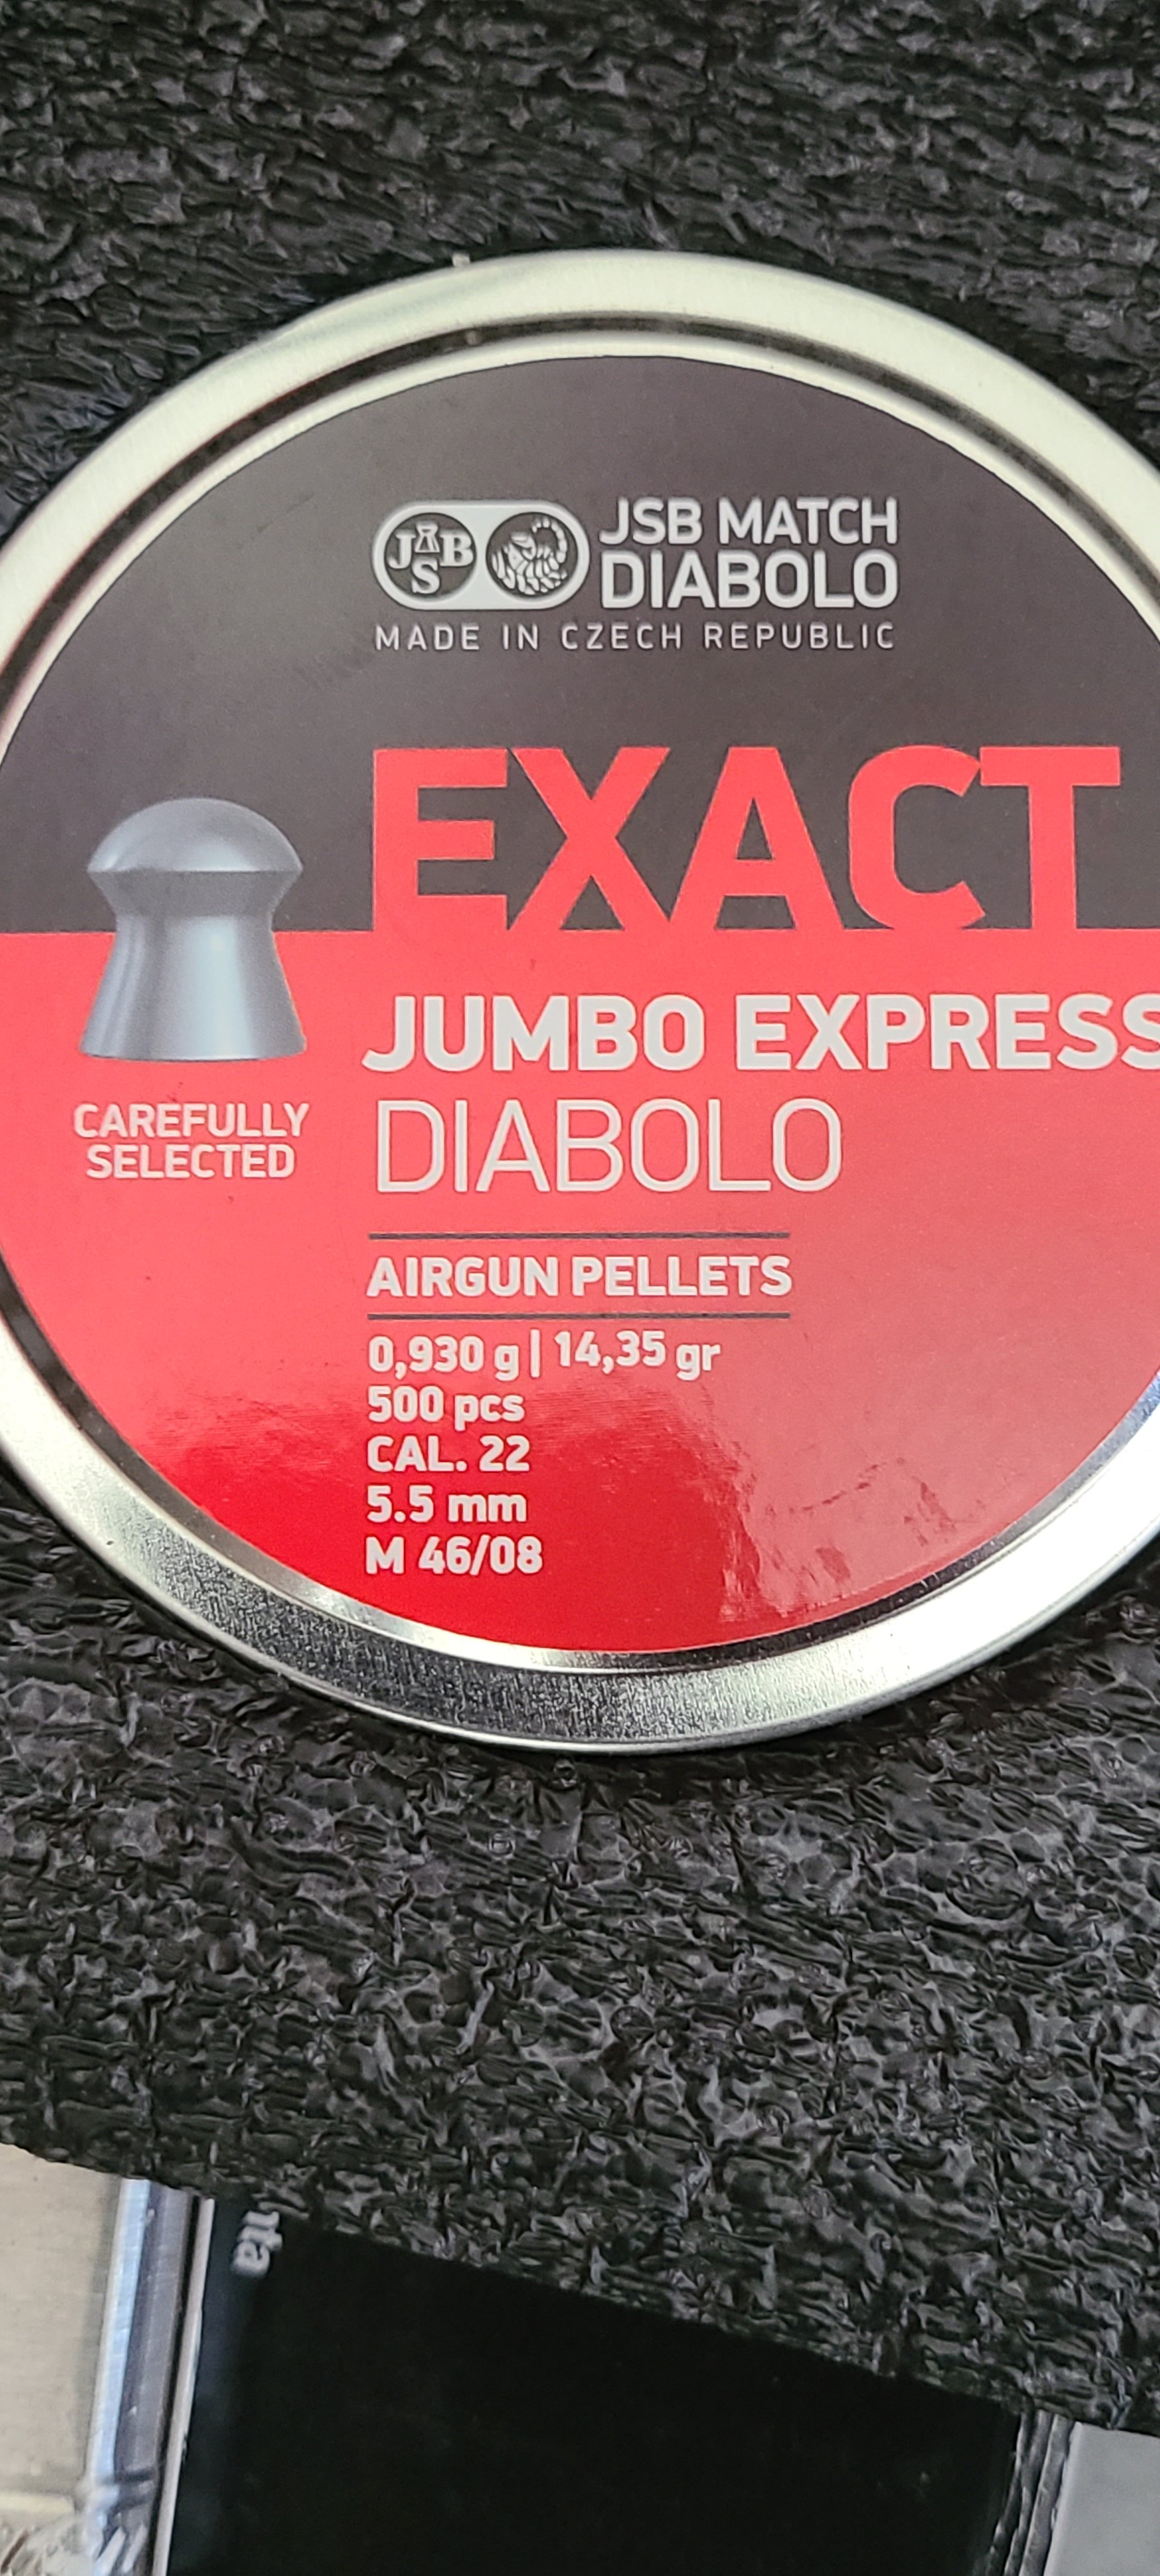 JSB
JSB MATCH
DIABOLO
MADE IN CZECH REPUBLIC
EXACT
JUMBO EXPRESS
DIABOLO
CAREFULLY
SELECTED
AIRGUN PELLETS
0,930 g | 14,35 gr
500 pcs
CAL. 22
5.5 mm
M 46/08